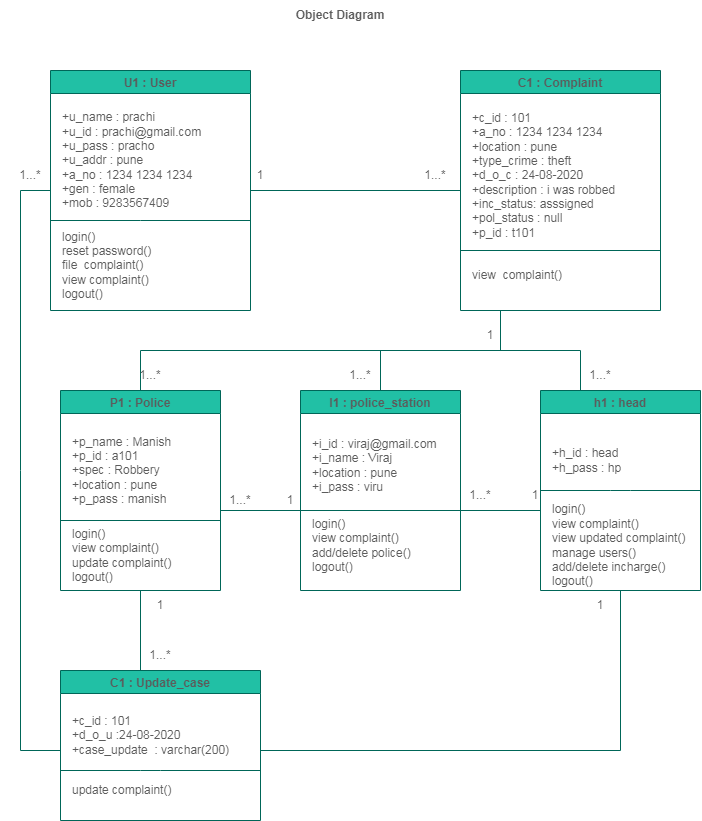 Object Diagram
U1 : User
+u_name : prachi
+u_id : prachi@gmail.com
+u_pass : pracho
+u_addr : pune
+a_no : 1234 1234 1234
+gen : female
+mob : 9283567409
login()
reset password()
file  complaint()
view complaint()
logout()
1...*
1
1...*
C1 : Complaint
+c_id : 101
+a_no : 1234 1234 1234
+location : pune
+type_crime : theft
+d_o_c : 24-08-2020
+description : i was robbed
+inc_status: asssigned
+pol_status : null
+p_id : t101
view  complaint()
1
1...*
1...*
1...*
P1 : Police
+p_name : Manish
+p_id : a101
+spec : Robbery
+location : pune
+p_pass : manish
login()
view complaint()
update complaint()
logout()
1...*
1
I1 : police_station
+i_id : viraj@gmail.com
+i_name : Viraj
+location : pune
+i_pass : viru
login()
view complaint()
add/delete police()
logout()
1...*
1
h1 : head
+h_id : head
+h_pass : hp
login()
view complaint()
view updated complaint()
manage users()
add/delete incharge()
logout()
1
1
1...*
C1 : Update_case
+c_id : 101
+d_o_u :24-08-2020
+case_update  : varchar(200)
update complaint()